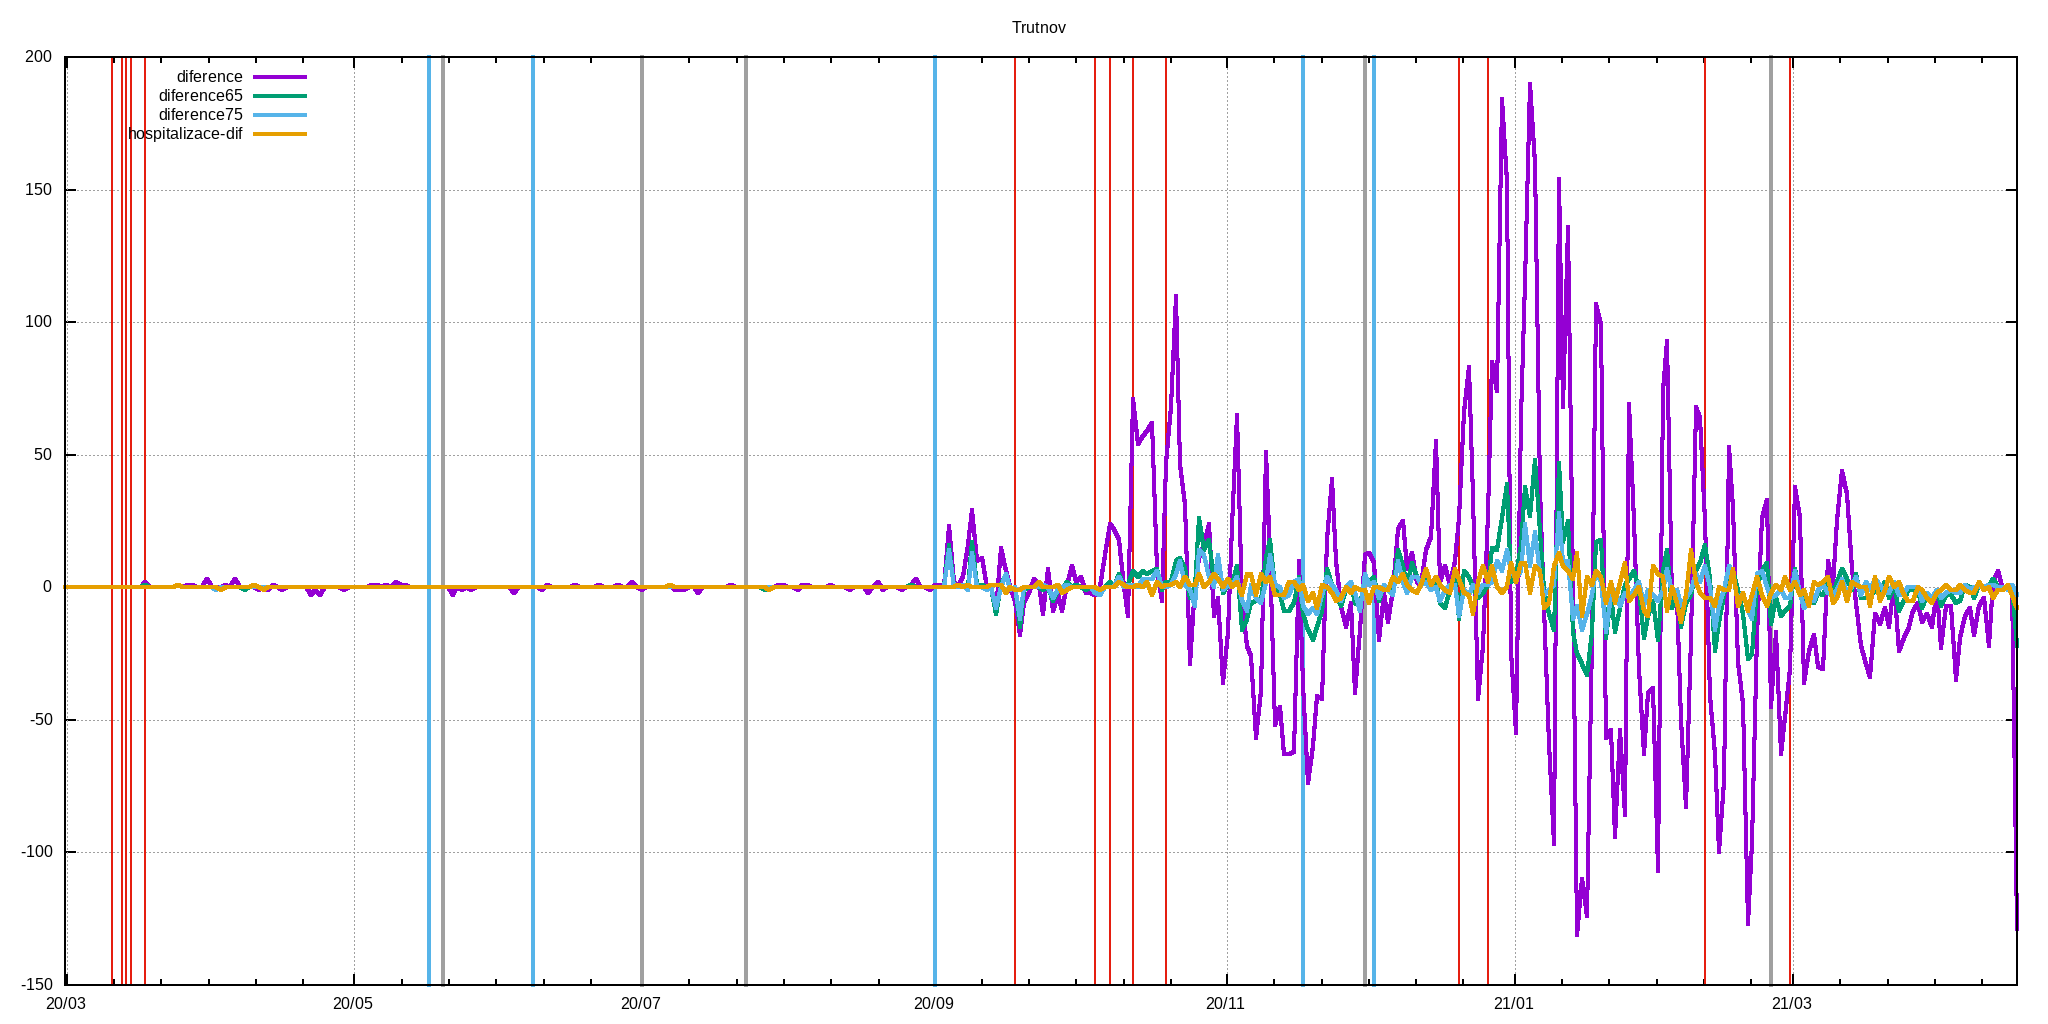 Trutnov
200
diference
diference65
diference75
hospitalizace-dif
150
100
50
0
-50
-100
-150
20/03 20/05 20/07 20/09 20/11 21/01 21/03